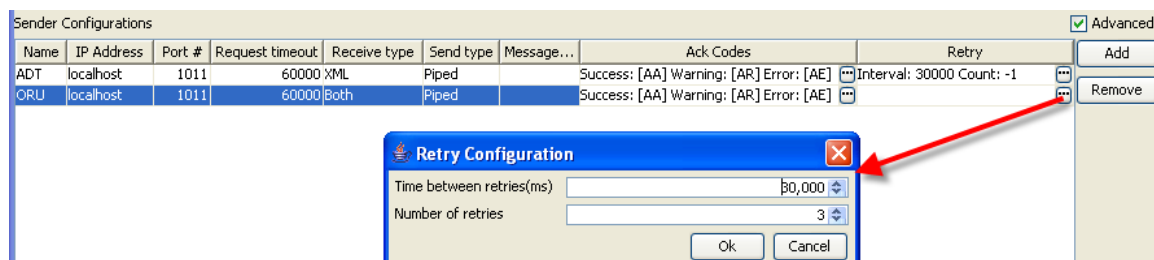 Sender Configurations Advanced
Name IP Address Port # Request timeout Receive type Send type Message... Ack Codes Retry Add
ADT localhost 1011 60000 XML Piped Success: [AA] Warning: [AR] Error: [AE] Interval: 30000 Count: -1
ORU localhost 1011 60000 Both Piped Success: [AA] Warning: [AR] Error: [AE] Remove
Retry Configuration
Time between retries(ms) 30,000
Number of retries 3
Ok Cancel